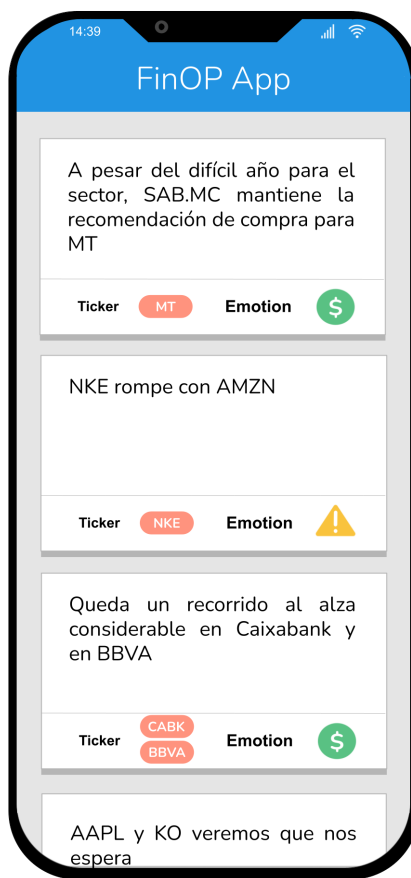 14:39
FinOP App
A pesar del difícil año para el
sector, SAB.MC mantiene la
recomendación de compra para
MT
Ticker MT Emotion $
NKE rompe con AMZN
Ticker NKE Emotion !
Queda un recorrido al alza
considerable en Caixabank y
en BBVA
Ticker CABK BBVA Emotion $
AAPL y KO veremos que nos
espera